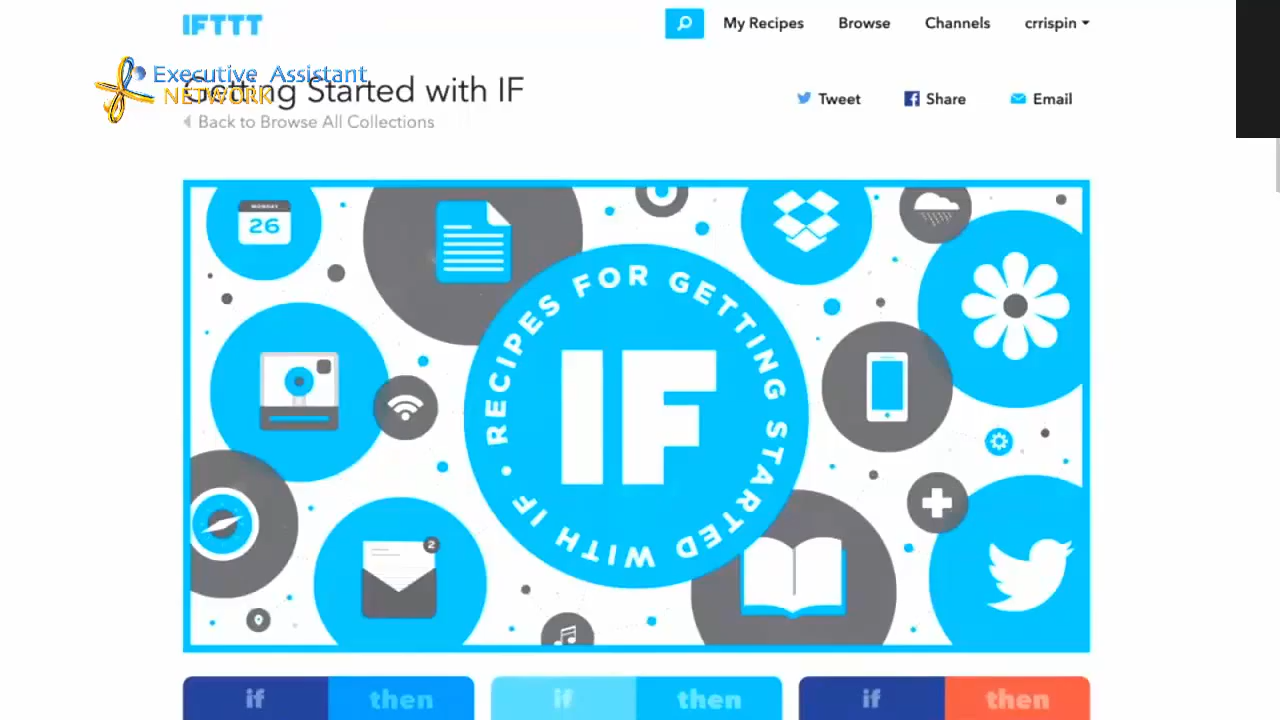 IFTTT
My Recipes Browse Channels crrispin
Executive Assistant
NETWORK
Getting Started with IF
Tweet Share Email
Back to Browse All Collections
MONDAY
26
RECIPES FOR GETTING STARTED WITH IF •
IF
2
if then if then if then